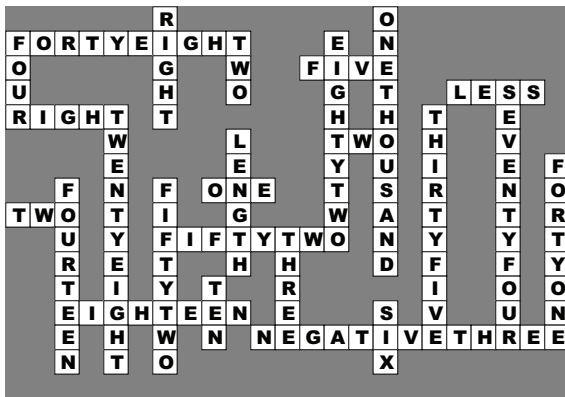 RIGHT
ONETHOUSAND
FORTYEIGHT
FOUR
TWO
EIGHTYTWO
FIVE
LESS
SEVENTYFOUR
RIGHT
TWENTYEIGHT
THIRTYFIVE
LENGTH
TWO
FORTYONE
FOURTEEN
FIFTYTWO
ONE
TWO
FIFTYTWO
THREE
TEN
EIGHTEEN
SIX
NEGATIVETHREE